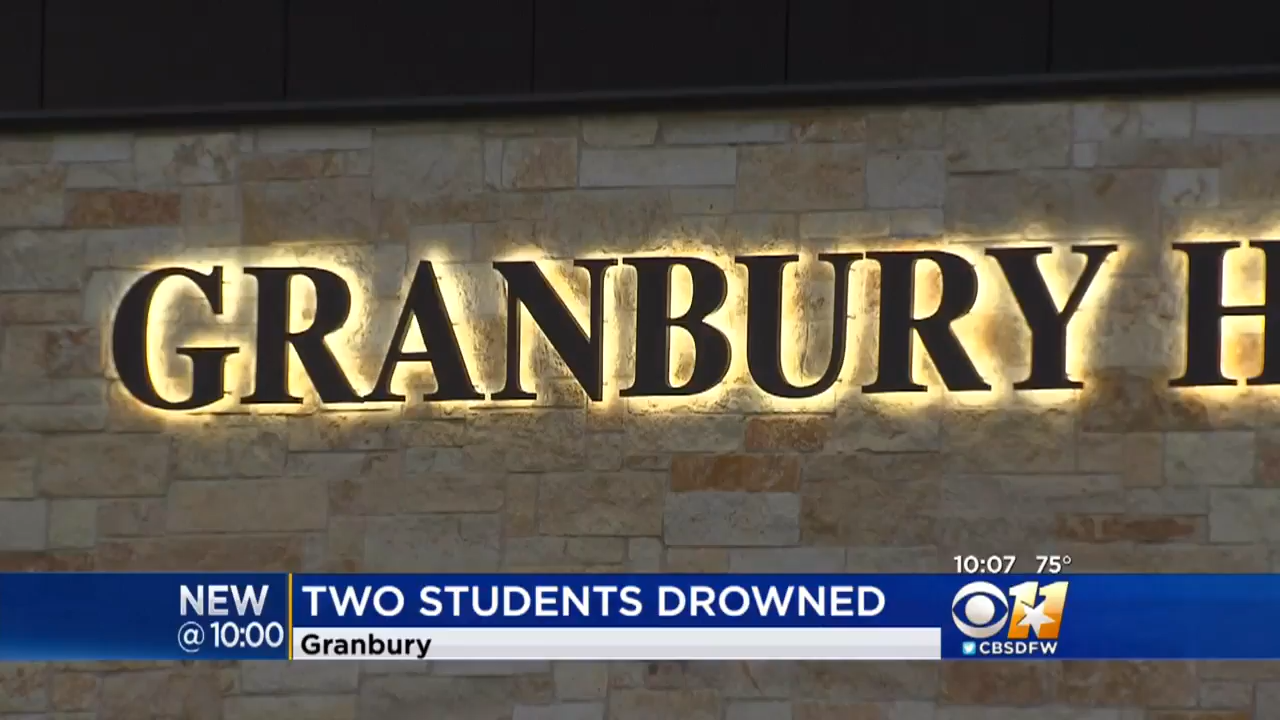 GRANBURY H
10:07 75°
NEW
@ 10:00
TWO STUDENTS DROWNED
Granbury
11
CBSDFW